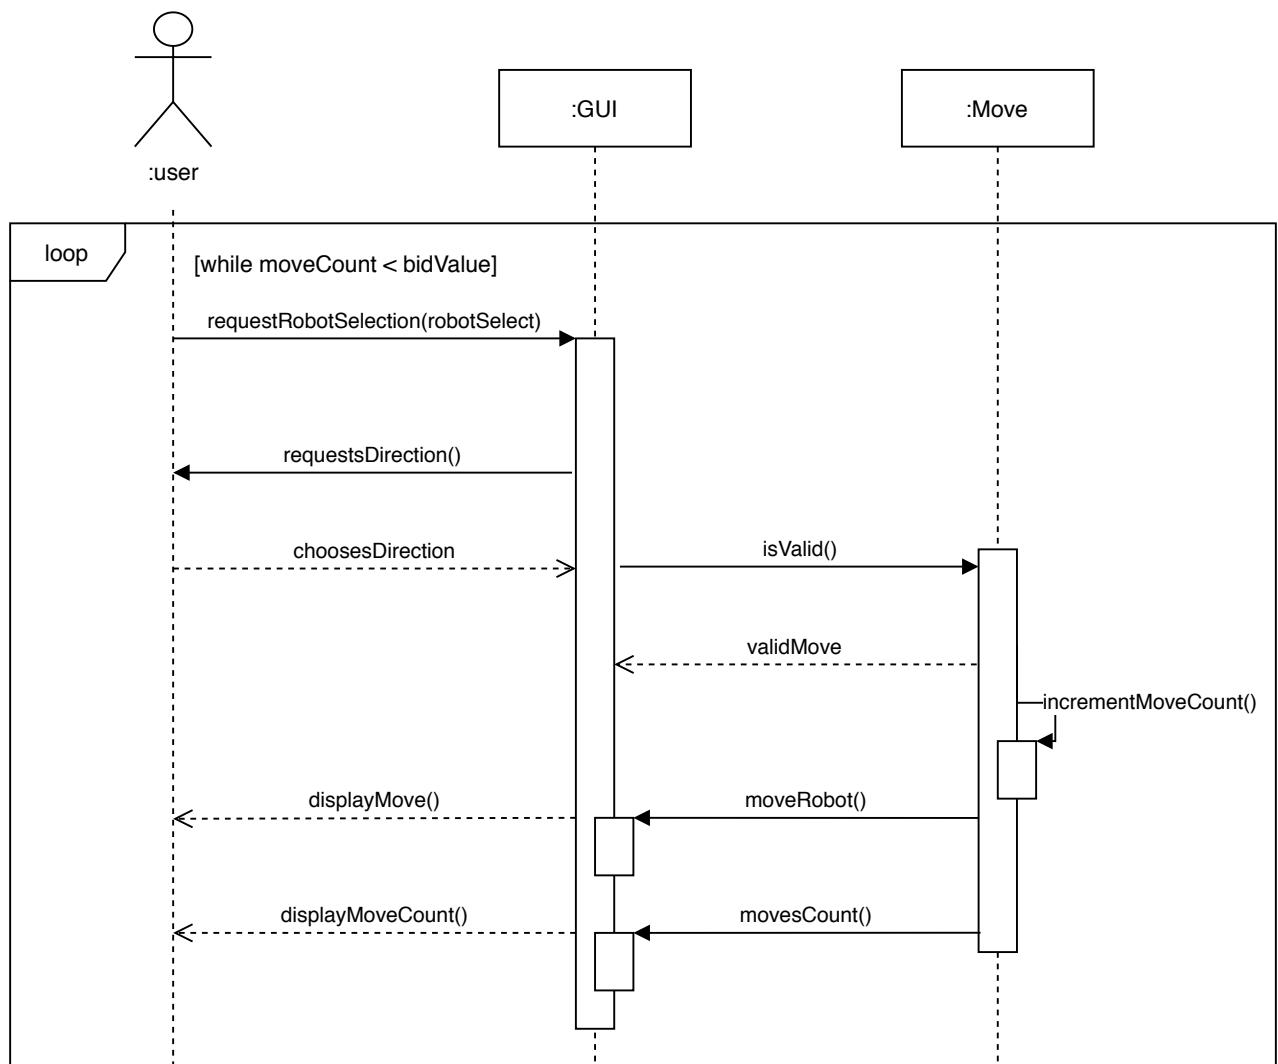 :user
:GUI
:Move
loop
[while moveCount < bidValue]
requestRobotSelection(robotSelect)
requestsDirection()
choosesDirection
isValid()
validMove
incrementMoveCount()
displayMove()
moveRobot()
displayMoveCount()
movesCount()